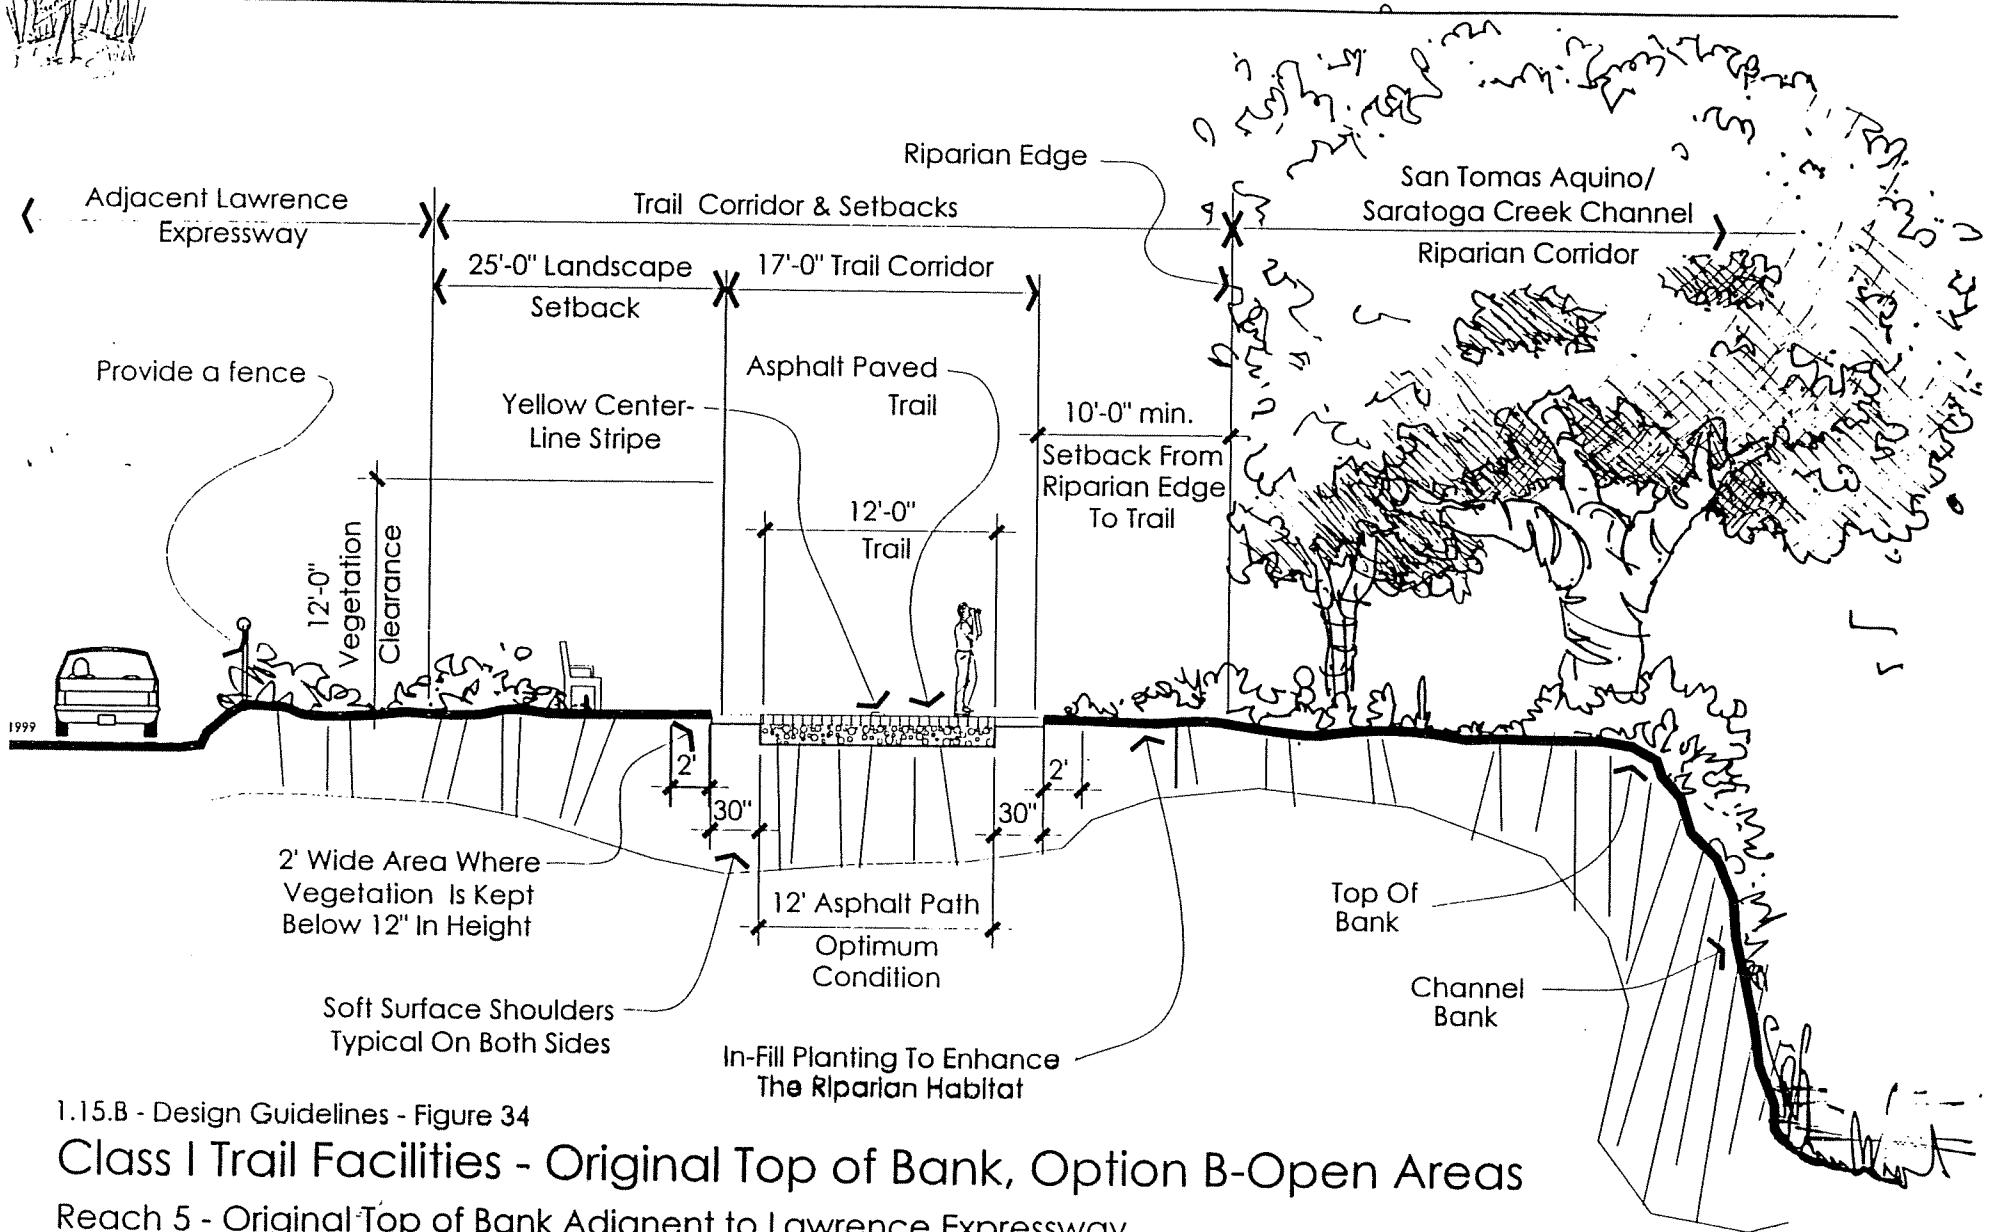 Riparian Edge
Adjacent Lawrence
Expressway
Trail Corridor & Setbacks
San Tomas Aquino/
Saratoga Creek Channel
Riparian Corridor
25'-0" Landscape
Setback
17'-0" Trail Corridor
Provide a fence
Asphalt Paved
Trail
Yellow Center-
Line Stripe
10'-0" min.
Setback From
Riparian Edge
To Trail
12'-0"
Trail
12'-0"
Vegetation
Clearance
1999
2'
2'
30"
30"
2' Wide Area Where
Vegetation Is Kept
Below 12" In Height
12' Asphalt Path
Optimum
Condition
Top Of
Bank
Channel
Bank
Soft Surface Shoulders
Typical On Both Sides
In-Fill Planting To Enhance
The Riparian Habitat
1.15.B - Design Guidelines - Figure 34
Class I Trail Facilities - Original Top of Bank, Option B-Open Areas
Reach 5 - Original Top of Bank Adjanent to Lawrence Expressway